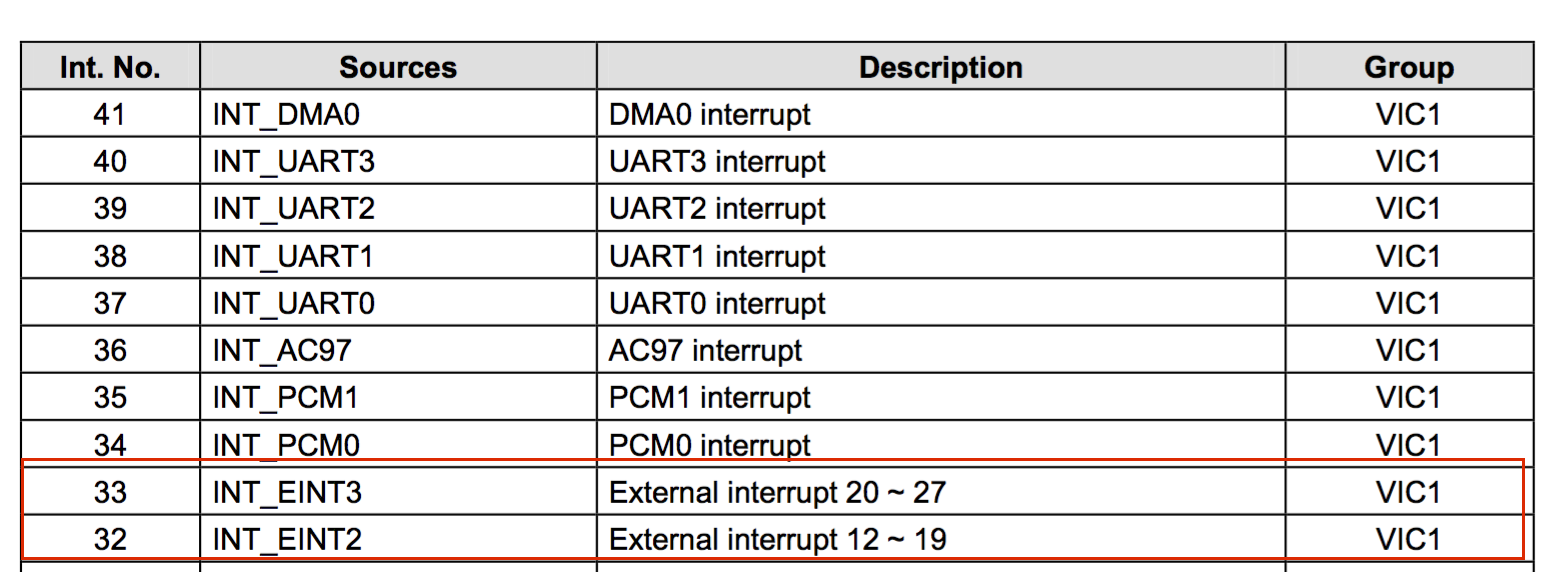 Int. No. Sources Description Group
41 INT_DMA0 DMA0 interrupt VIC1
40 INT_UART3 UART3 interrupt VIC1
39 INT_UART2 UART2 interrupt VIC1
38 INT_UART1 UART1 interrupt VIC1
37 INT_UART0 UART0 interrupt VIC1
36 INT_AC97 AC97 interrupt VIC1
35 INT_PCM1 PCM1 interrupt VIC1
34 INT_PCM0 PCM0 interrupt VIC1
33 INT_EINT3 External interrupt 20 ~ 27 VIC1
32 INT_EINT2 External interrupt 12 ~ 19 VIC1